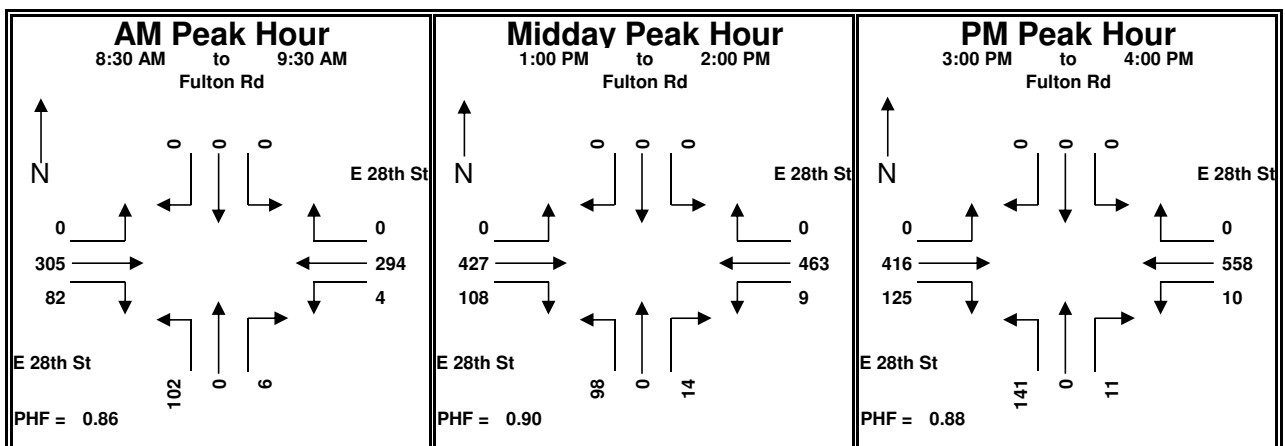 AM Peak Hour
8:30 AM to 9:30 AM
Fulton Rd
0 0 0
N
E 28th St
0 0
305 294
82 4
E 28th St
102 0 6
PHF = 0.86
Midday Peak Hour
1:00 PM to 2:00 PM
Fulton Rd
0 0 0
N
E 28th St
0 0
427 463
108 9
E 28th St
98 0 14
PHF = 0.90
PM Peak Hour
3:00 PM to 4:00 PM
Fulton Rd
0 0 0
N
E 28th St
0 0
416 558
125 10
E 28th St
141 0 11
PHF = 0.88